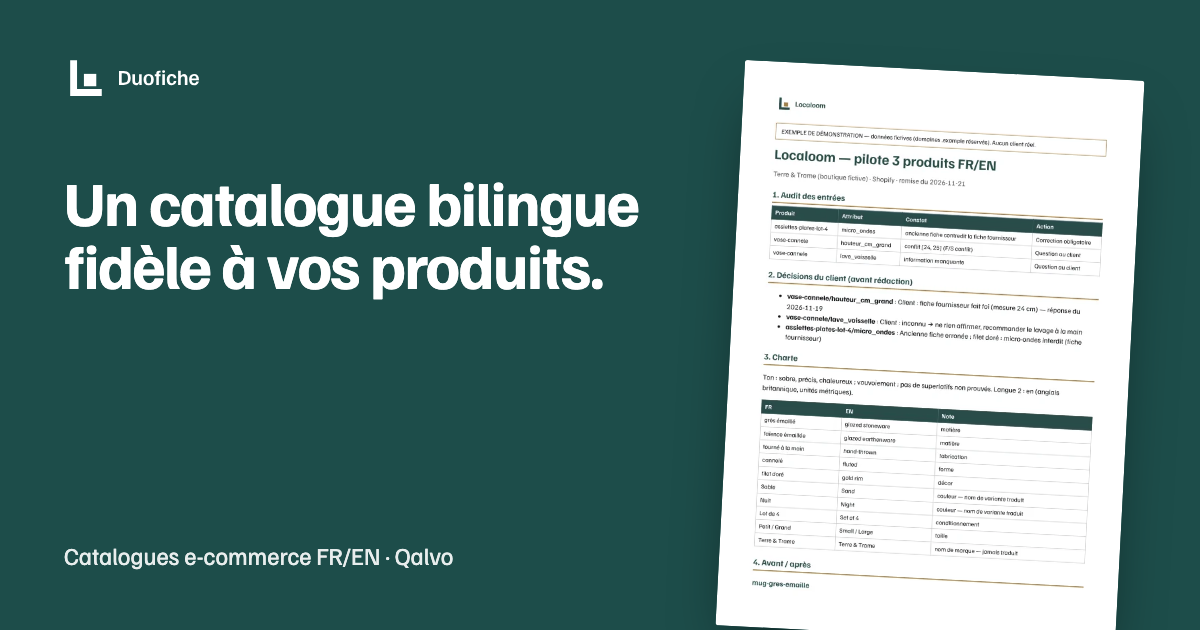 Duofiche
Un catalogue bilingue
fidèle à vos produits.
Catalogues e-commerce FR/EN · Qalvo
Localoom
EXEMPLE DE DÉMONSTRATION — données fictives (domaines .example réservés). Aucun client réel.
Localoom — pilote 3 produits FR/EN
Terre & Trame (boutique fictive) · Shopify · remise du 2026-11-21
1. Audit des entrées
Produit Attribut Constat Action
assiettes-plates-lot-4 micro_ondes ancienne fiche contredit la fiche fournisseur Correction obligatoire
vase-cannele hauteur_cm_grand conflit [24, 25] (F/S conflit) Question au client
vase-cannele lave_vaisselle information manquante Question au client
2. Décisions du client (avant rédaction)
• vase-cannele/hauteur_cm_grand : Client : fiche fournisseur fait foi (mesure 24 cm) — réponse du
2026-11-19
• vase-cannele/lave_vaisselle : Client : inconnu → ne rien affirmer, recommander le lavage à la main
• assiettes-plates-lot-4/micro_ondes : Ancienne fiche erronée ; filet doré : micro-ondes interdit (fiche
fournisseur)
3. Charte
Ton : sobre, précis, chaleureux ; vouvoiement ; pas de superlatifs non prouvés. Langue 2 : en (anglais
britannique, unités métriques).
FR EN Note
grès émaillé glazed stoneware matière
faïence émaillée glazed earthenware matière
tourné à la main hand-thrown fabrication
cannelé fluted forme
filet doré gold rim décor
Sable Sand couleur — nom de variante traduit
Nuit Night couleur — nom de variante traduit
Lot de 4 Set of 4 conditionnement
Petit / Grand Small / Large taille
Terre & Trame Terre & Trame nom de marque — jamais traduit
4. Avant / après
mug-gres-emaille